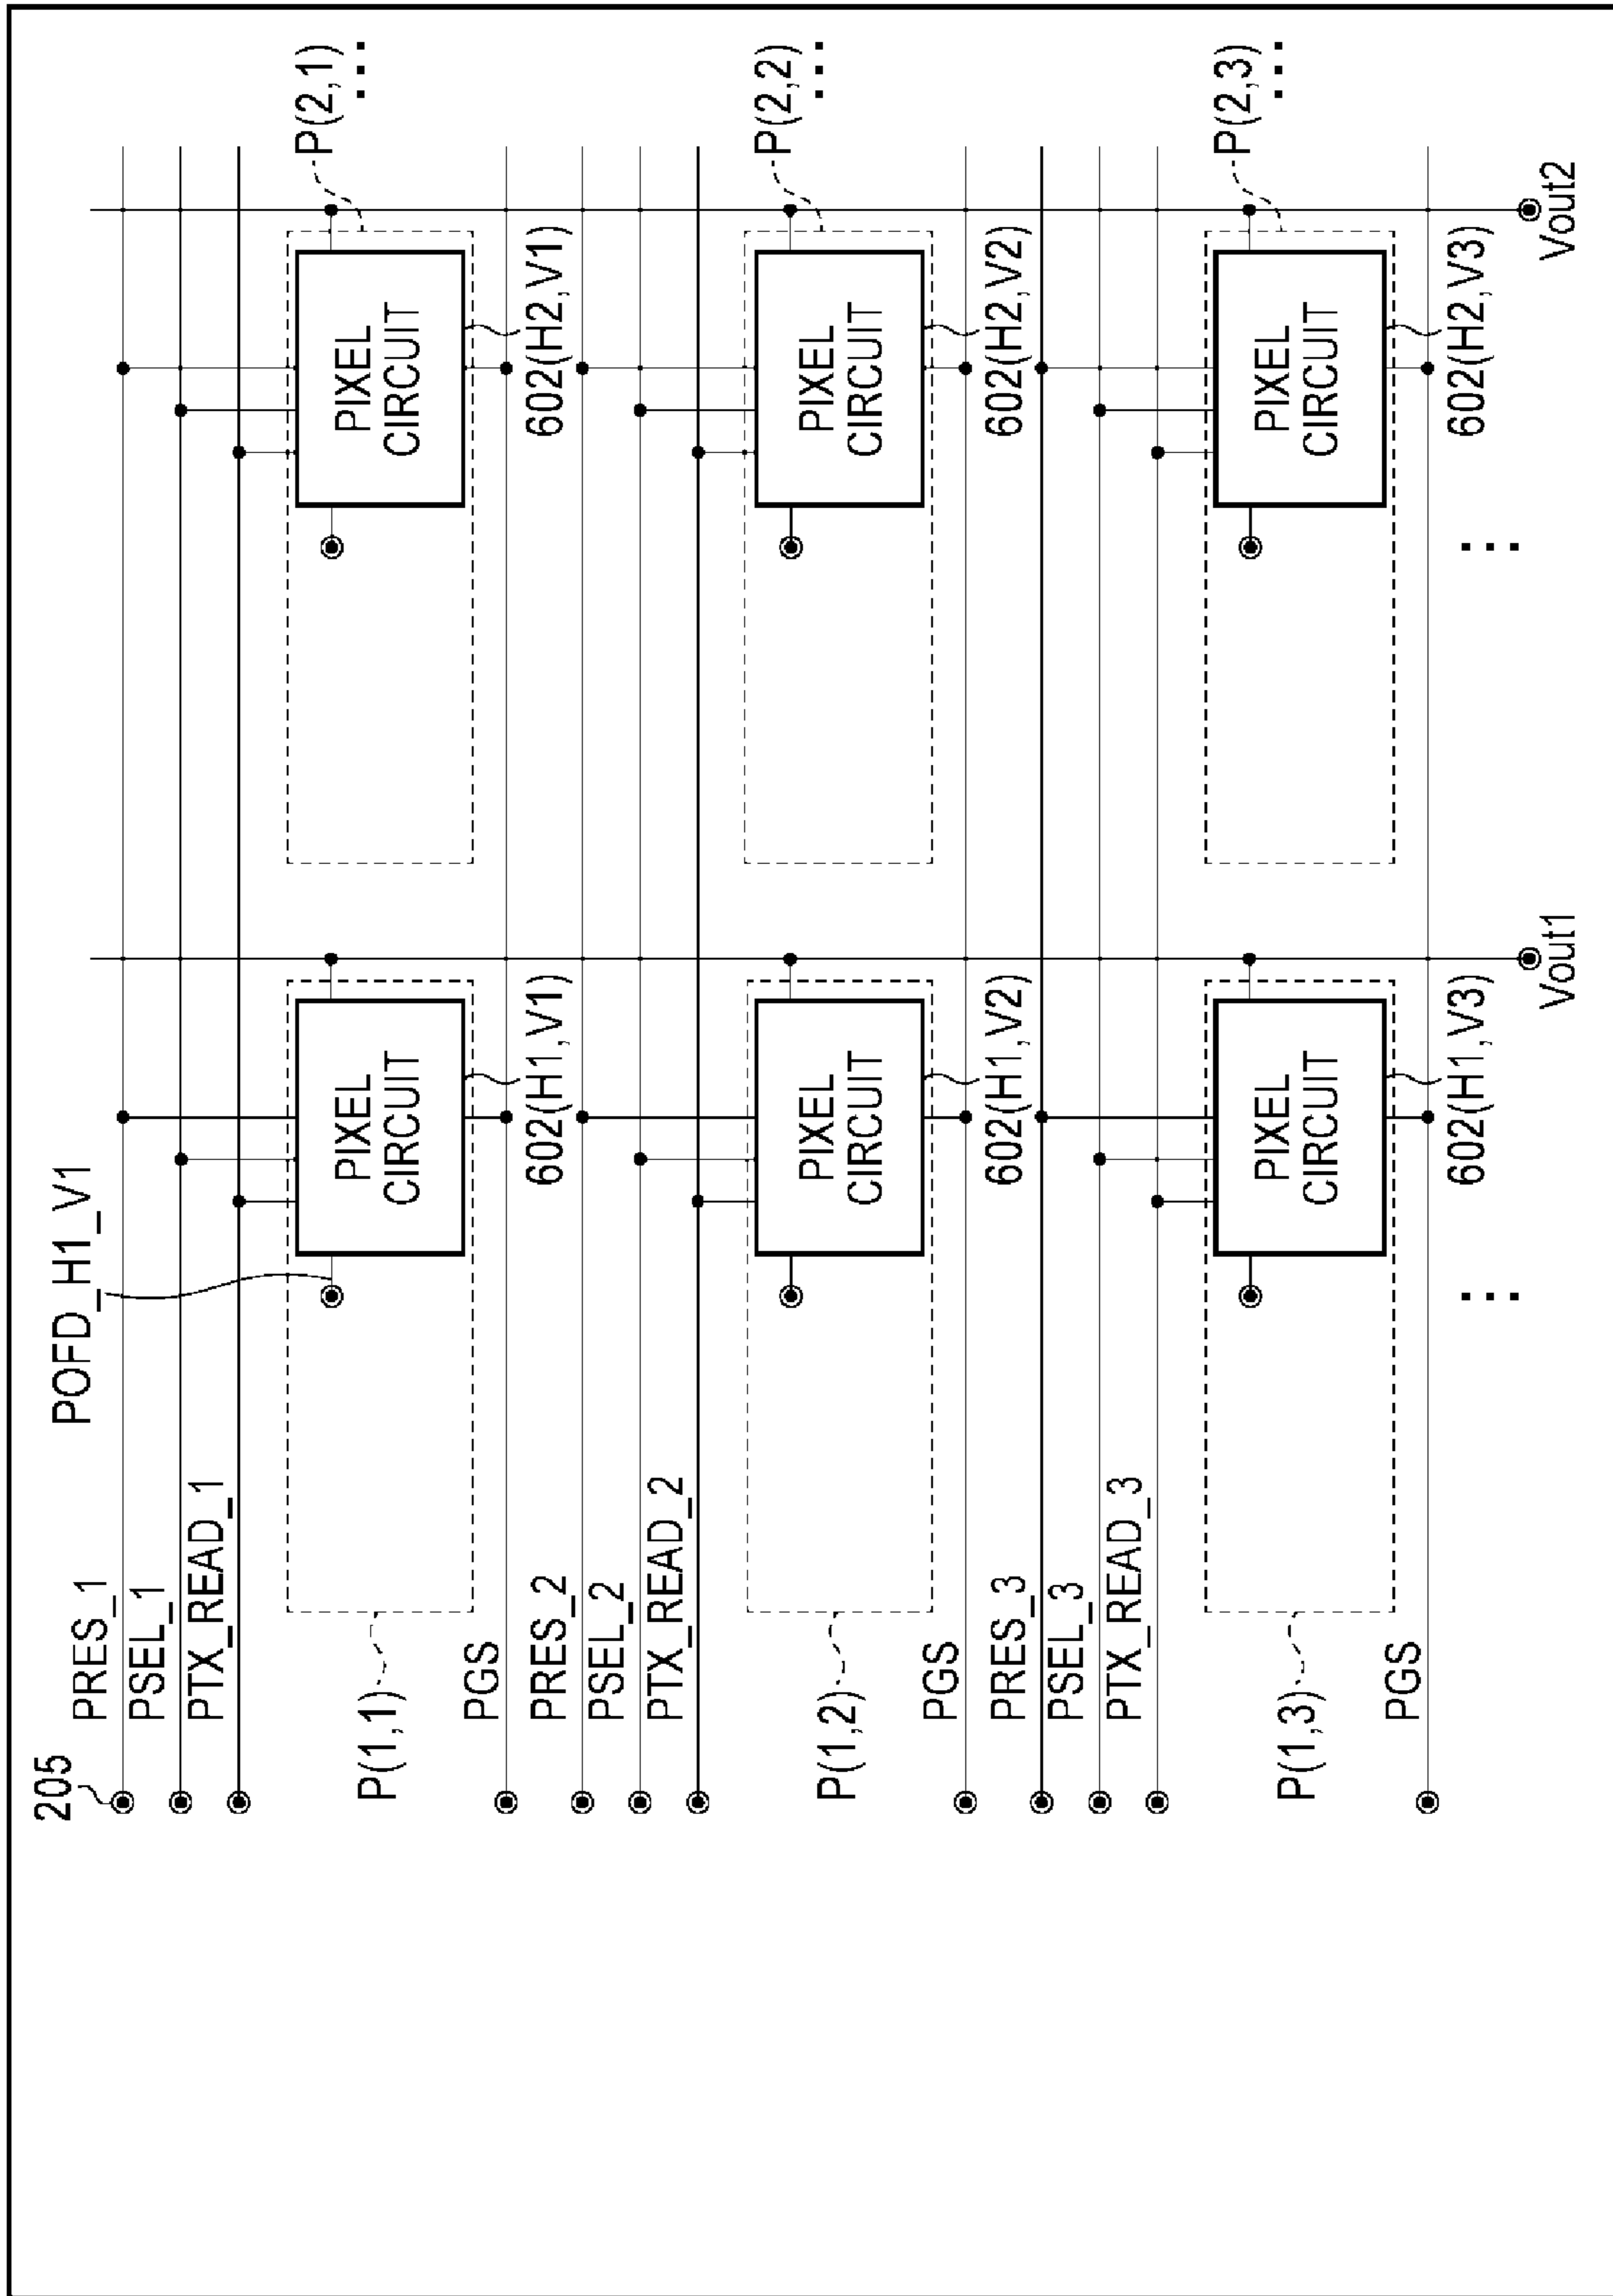 205
PRES_1
PSEL_1
PTX_READ_1
POFD_H1_V1
P(1,1)
PIXEL
CIRCUIT
PIXEL
CIRCUIT
P(2,1)
...
PGS
602(H1,V1)
602(H2,V1)
PRES_2
PSEL_2
PTX_READ_2
P(1,2)
PIXEL
CIRCUIT
PIXEL
CIRCUIT
P(2,2)
...
PGS
602(H1,V2)
602(H2,V2)
PRES_3
PSEL_3
PTX_READ_3
P(1,3)
PIXEL
CIRCUIT
PIXEL
CIRCUIT
P(2,3)
...
PGS
602(H1,V3)
602(H2,V3)
...
...
Vout1
Vout2